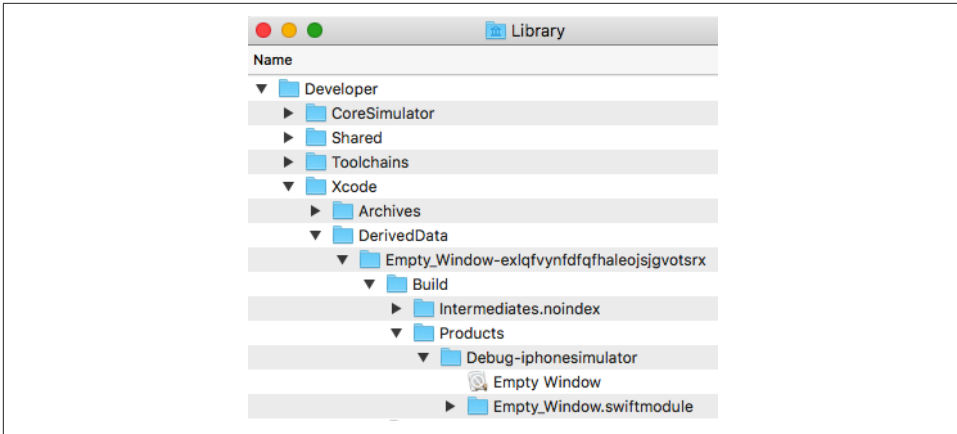 Library
Name
Developer
CoreSimulator
Shared
Toolchains
Xcode
Archives
DerivedData
Empty_Window-exlqfvynfdfqfhaleojsjgvotsrx
Build
Intermediates.noindex
Products
Debug-iphonesimulator
Empty Window
Empty_Window.swiftmodule